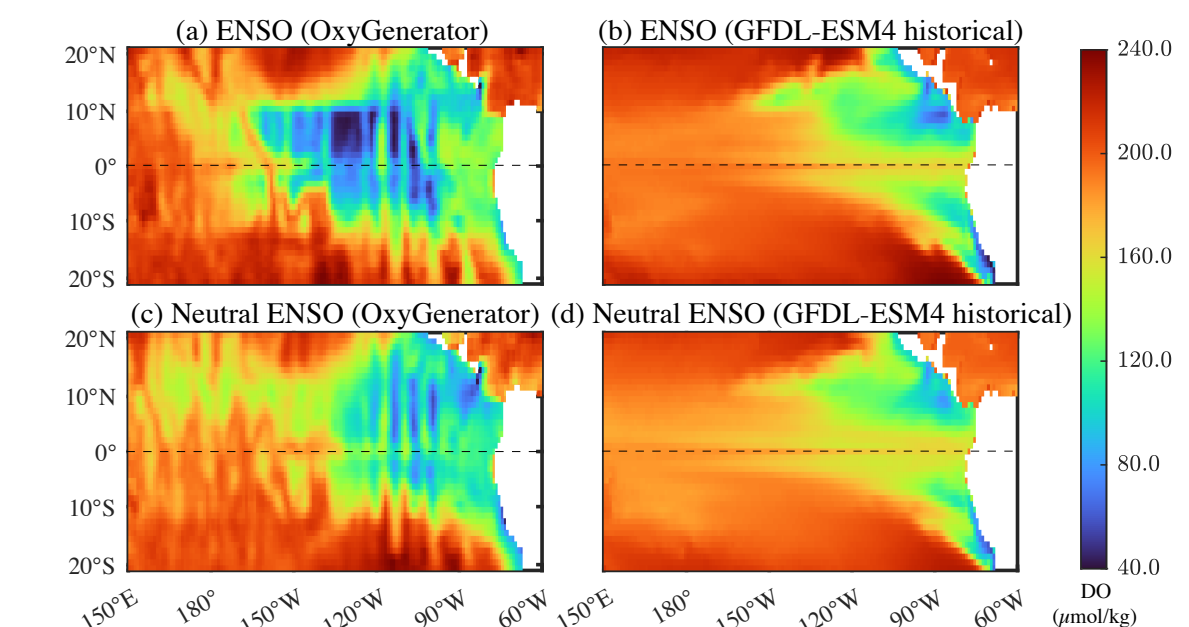 (a) ENSO (OxyGenerator)
(b) ENSO (GFDL-ESM4 historical)
20°N
10°N
0°
10°S
20°S
240.0
200.0
160.0
120.0
80.0
40.0
DO
(μmol/kg)
(c) Neutral ENSO (OxyGenerator)
(d) Neutral ENSO (GFDL-ESM4 historical)
20°N
10°N
0°
10°S
20°S
150°E
180°
150°W
120°W
90°W
60°W
150°E
180°
150°W
120°W
90°W
60°W